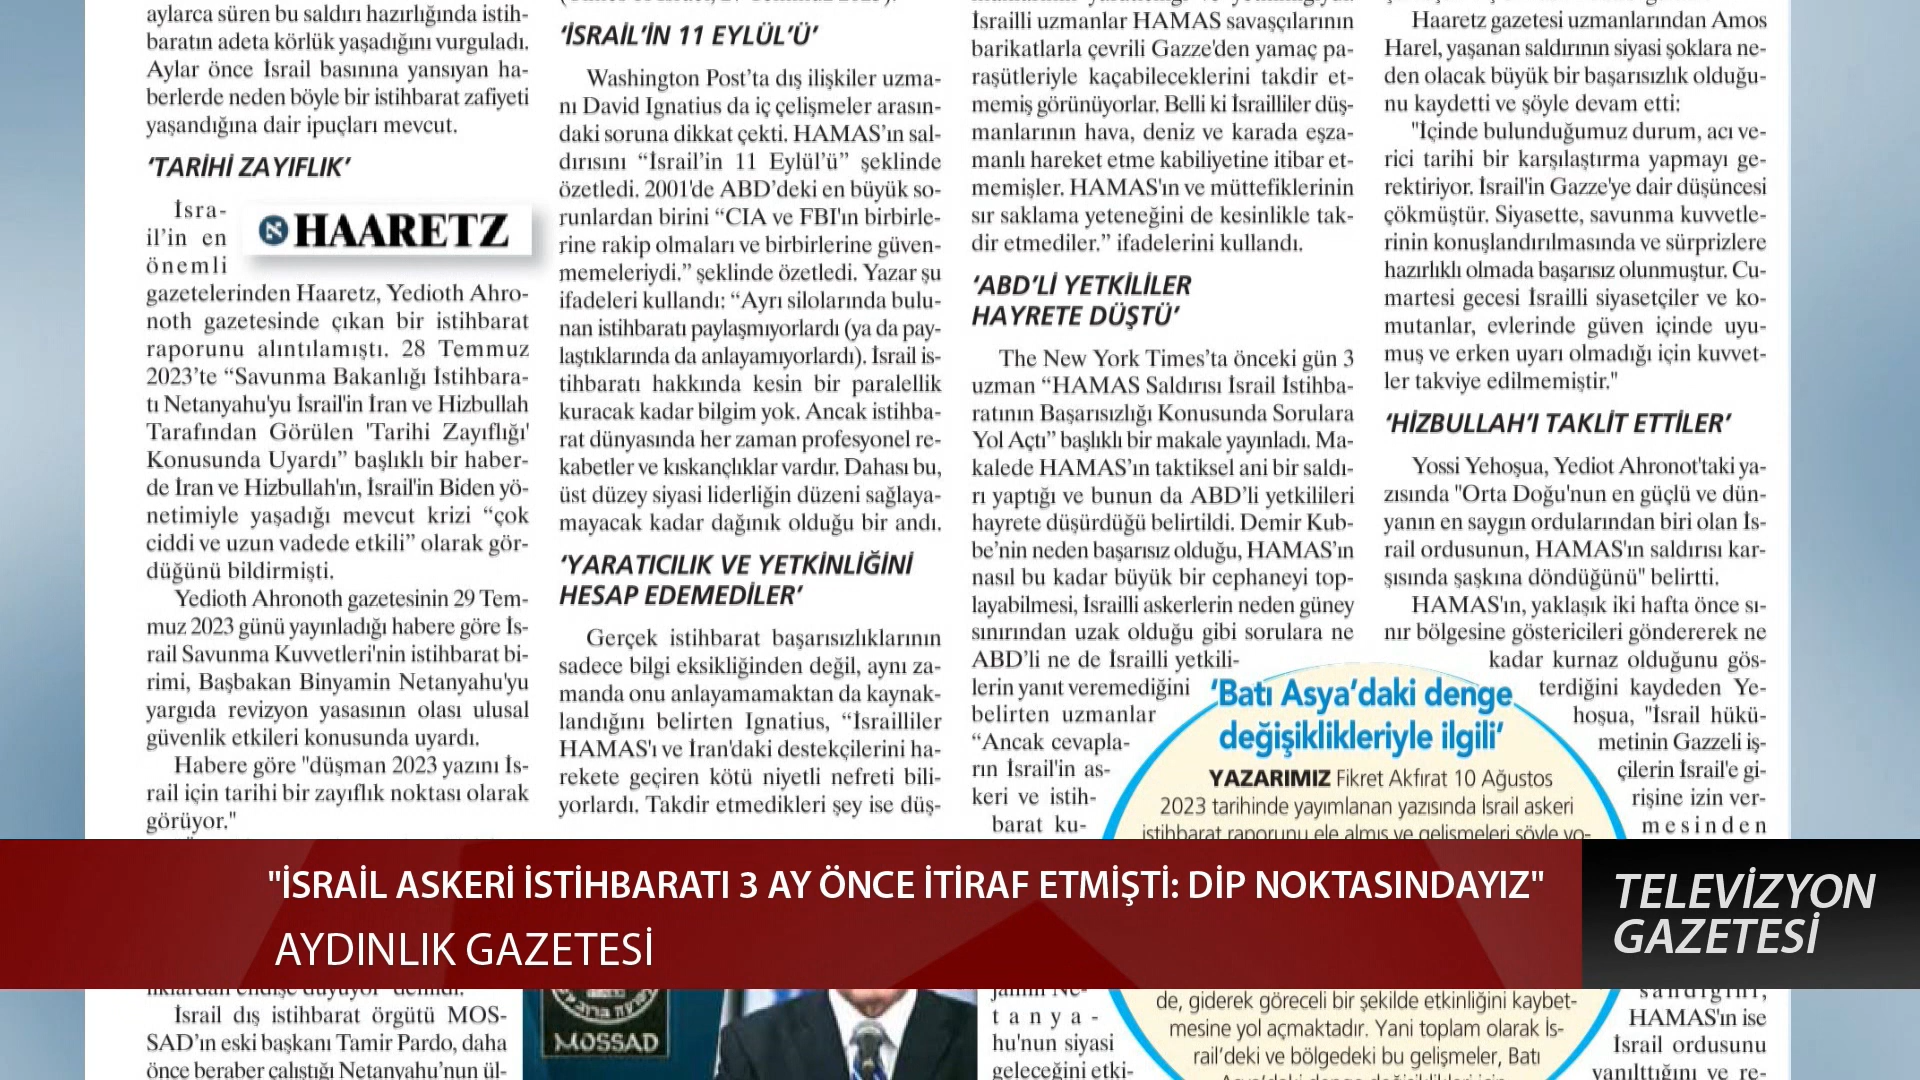 aylarca süren bu saldırı hazırlığında istih-
baratın adeta körlük yaşadığını vurguladı.
Aylar önce İsrail basınına yansıyan ha-
berlerde neden böyle bir istihbarat zafiyeti
yaşandığına dair ipuçları mevcut.
‘TARİHİ ZAYIFLIK’
HAARETZ
İsra-
il’in en
önemli
gazetelerinden Haaretz, Yedioth Ahro-
noth gazetesinde çıkan bir istihbarat
raporunu alıntılamıştı. 28 Temmuz
2023’te “Savunma Bakanlığı İstihbara-
tı Netanyahu'yu İsrail'in İran ve Hizbullah
Tarafından Görülen 'Tarihi Zayıflığı'
Konusunda Uyardı” başlıklı bir haber-
de İran ve Hizbullah'ın, İsrail'in Biden yö-
netimiyle yaşadığı mevcut krizi “çok
ciddi ve uzun vadede etkili” olarak gör-
düğünü bildirmişti.
Yedioth Ahronoth gazetesinin 29 Tem-
muz 2023 günü yayınladığı habere göre İs-
rail Savunma Kuvvetleri'nin istihbarat bi-
rimi, Başbakan Binyamin Netanyahu'yu
yargıda revizyon yasasının olası ulusal
güvenlik etkileri konusunda uyardı.
Habere göre "düşman 2023 yazını İs-
rail için tarihi bir zayıflık noktası olarak
görüyor."
İsrail dış istihbarat örgütü MOS-
SAD’ın eski başkanı Tamir Pardo, daha
önce beraber çalıştığı Netanyahu’nun ül-
‘İSRAİL’İN 11 EYLÜL’Ü’
Washington Post’ta dış ilişkiler uzma-
nı David Ignatius da iç çelişmeler arasın-
daki soruna dikkat çekti. HAMAS’ın sal-
dırısını “İsrail’in 11 Eylül’ü” şeklinde
özetledi. 2001'de ABD’deki en büyük so-
runlardan birini “CIA ve FBI'ın birbirle-
rine rakip olmaları ve birbirlerine güven-
memeleriydi.” şeklinde özetledi. Yazar şu
ifadeleri kullandı: “Ayrı silolarında bulu-
nan istihbaratı paylaşmıyorlardı (ya da pay-
laştıklarında da anlayamıyorlardı). İsrail is-
tihbaratı hakkında kesin bir paralellik
kuracak kadar bilgim yok. Ancak istihba-
rat dünyasında her zaman profesyonel re-
kabetler ve kıskançlıklar vardır. Dahası bu,
üst düzey siyasi liderliğin düzeni sağlaya-
mayacak kadar dağınık olduğu bir andı.
‘YARATICILIK VE YETKİNLİĞİNİ
HESAP EDEMEDİLER’
Gerçek istihbarat başarısızlıklarının
sadece bilgi eksikliğinden değil, aynı za-
manda onu anlayamamaktan da kaynak-
landığını belirten Ignatius, “İsrailliler
HAMAS'ı ve İran'daki destekçilerini ha-
rekete geçiren kötü niyetli nefreti bili-
yorlardı. Takdir etmedikleri şey ise düş-
MOSSAD
İsrailli uzmanlar HAMAS savaşçılarının
barikatlarla çevrili Gazze'den yamaç pa-
raşütleriyle kaçabileceklerini takdir et-
memiş görünüyorlar. Belli ki İsrailliler düş-
manlarının hava, deniz ve karada eşza-
manlı hareket etme kabiliyetine itibar et-
memişler. HAMAS'ın ve müttefiklerinin
sır saklama yeteneğini de kesinlikle tak-
dir etmediler.” ifadelerini kullandı.
‘ABD’Lİ YETKİLİLER
HAYRETE DÜŞTÜ’
The New York Times’ta önceki gün 3
uzman “HAMAS Saldırısı İsrail İstihba-
ratının Başarısızlığı Konusunda Sorulara
Yol Açtı” başlıklı bir makale yayınladı. Ma-
kalede HAMAS’ın taktiksel ani bir saldı-
rı yaptığı ve bunun da ABD’li yetkilileri
hayrete düşürdüğü belirtildi. Demir Kub-
be’nin neden başarısız olduğu, HAMAS’ın
nasıl bu kadar büyük bir cephaneyi top-
layabilmesi, İsrailli askerlerin neden güney
sınırından uzak olduğu gibi sorulara ne
ABD’li ne de İsrailli yetkili-
lerin yanıt veremediğini
belirten uzmanlar
“Ancak cevapla-
rın İsrail'in as-
keri ve istih-
barat ku-
jamin Ne-
tanya-
hu'nun siyasi
geleceğini etki-
‘Batı Asya’daki denge
değişiklikleriyle ilgili’
YAZARIMIZ Fikret Akfırat 10 Ağustos
2023 tarihinde yayımlanan yazısında İsrail askeri
istihbarat raporunu ele almış ve gelişmeleri şöyle yo-
de, giderek göreceli bir şekilde etkinliğini kaybet-
mesine yol açmaktadır. Yani toplam olarak İs-
rail’deki ve bölgedeki bu gelişmeler, Batı
Haaretz gazetesi uzmanlarından Amos
Harel, yaşanan saldırının siyasi şoklara ne-
den olacak büyük bir başarısızlık olduğu-
nu kaydetti ve şöyle devam etti:
"İçinde bulunduğumuz durum, acı ve-
rici tarihi bir karşılaştırma yapmayı ge-
rektiriyor. İsrail'in Gazze'ye dair düşüncesi
çökmüştür. Siyasette, savunma kuvvetle-
rinin konuşlandırılmasında ve sürprizlere
hazırlıklı olmada başarısız olunmuştur. Cu-
martesi gecesi İsrailli siyasetçiler ve ko-
mutanlar, evlerinde güven içinde uyu-
muş ve erken uyarı olmadığı için kuvvet-
ler takviye edilmemiştir."
‘HİZBULLAH’I TAKLİT ETTİLER’
Yossi Yehoşua, Yediot Ahronot'taki ya-
zısında "Orta Doğu'nun en güçlü ve dün-
yanın en saygın ordularından biri olan İs-
rail ordusunun, HAMAS'ın saldırısı kar-
şısında şaşkına döndüğünü" belirtti.
HAMAS'ın, yaklaşık iki hafta önce sı-
nır bölgesine göstericileri göndererek ne
kadar kurnaz olduğunu gös-
terdiğini kaydeden Ye-
hoşua, "İsrail hükü-
metinin Gazzeli iş-
çilerin İsrail'e gi-
rişine izin ver-
mesinden
HAMAS'ın ise
İsrail ordusunu
yanılttığını ve re-
"İSRAİL ASKERİ İSTİHBARATI 3 AY ÖNCE İTİRAF ETMİŞTİ: DİP NOKTASINDAYIZ"
AYDINLIK GAZETESİ
TELEVİZYON
GAZETESİ